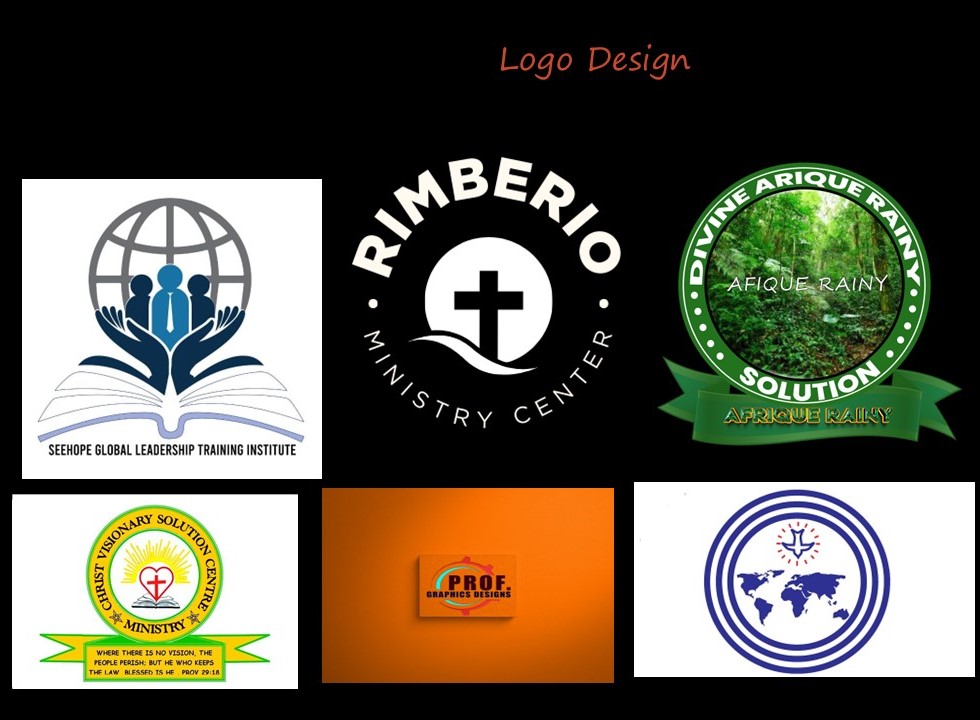 Logo Design
SEEHOPE GLOBAL LEADERSHIP TRAINING INSTITUTE
RIMBERIO
MINISTRY CENTER
DIVINE ARIQUE RAINY
AFIQUE RAINY
SOLUTION
AFRIQUE RAINY
CHRIST VISIONARY SOLUTION CENTRE
MINISTRY
WHERE THERE IS NO VISION, THE
PEOPLE PERISH; BUT HE WHO KEEPS
THE LAW, BLESSED IS HE . PROV 29:18
PROF.
GRAPHICS DESIGNS